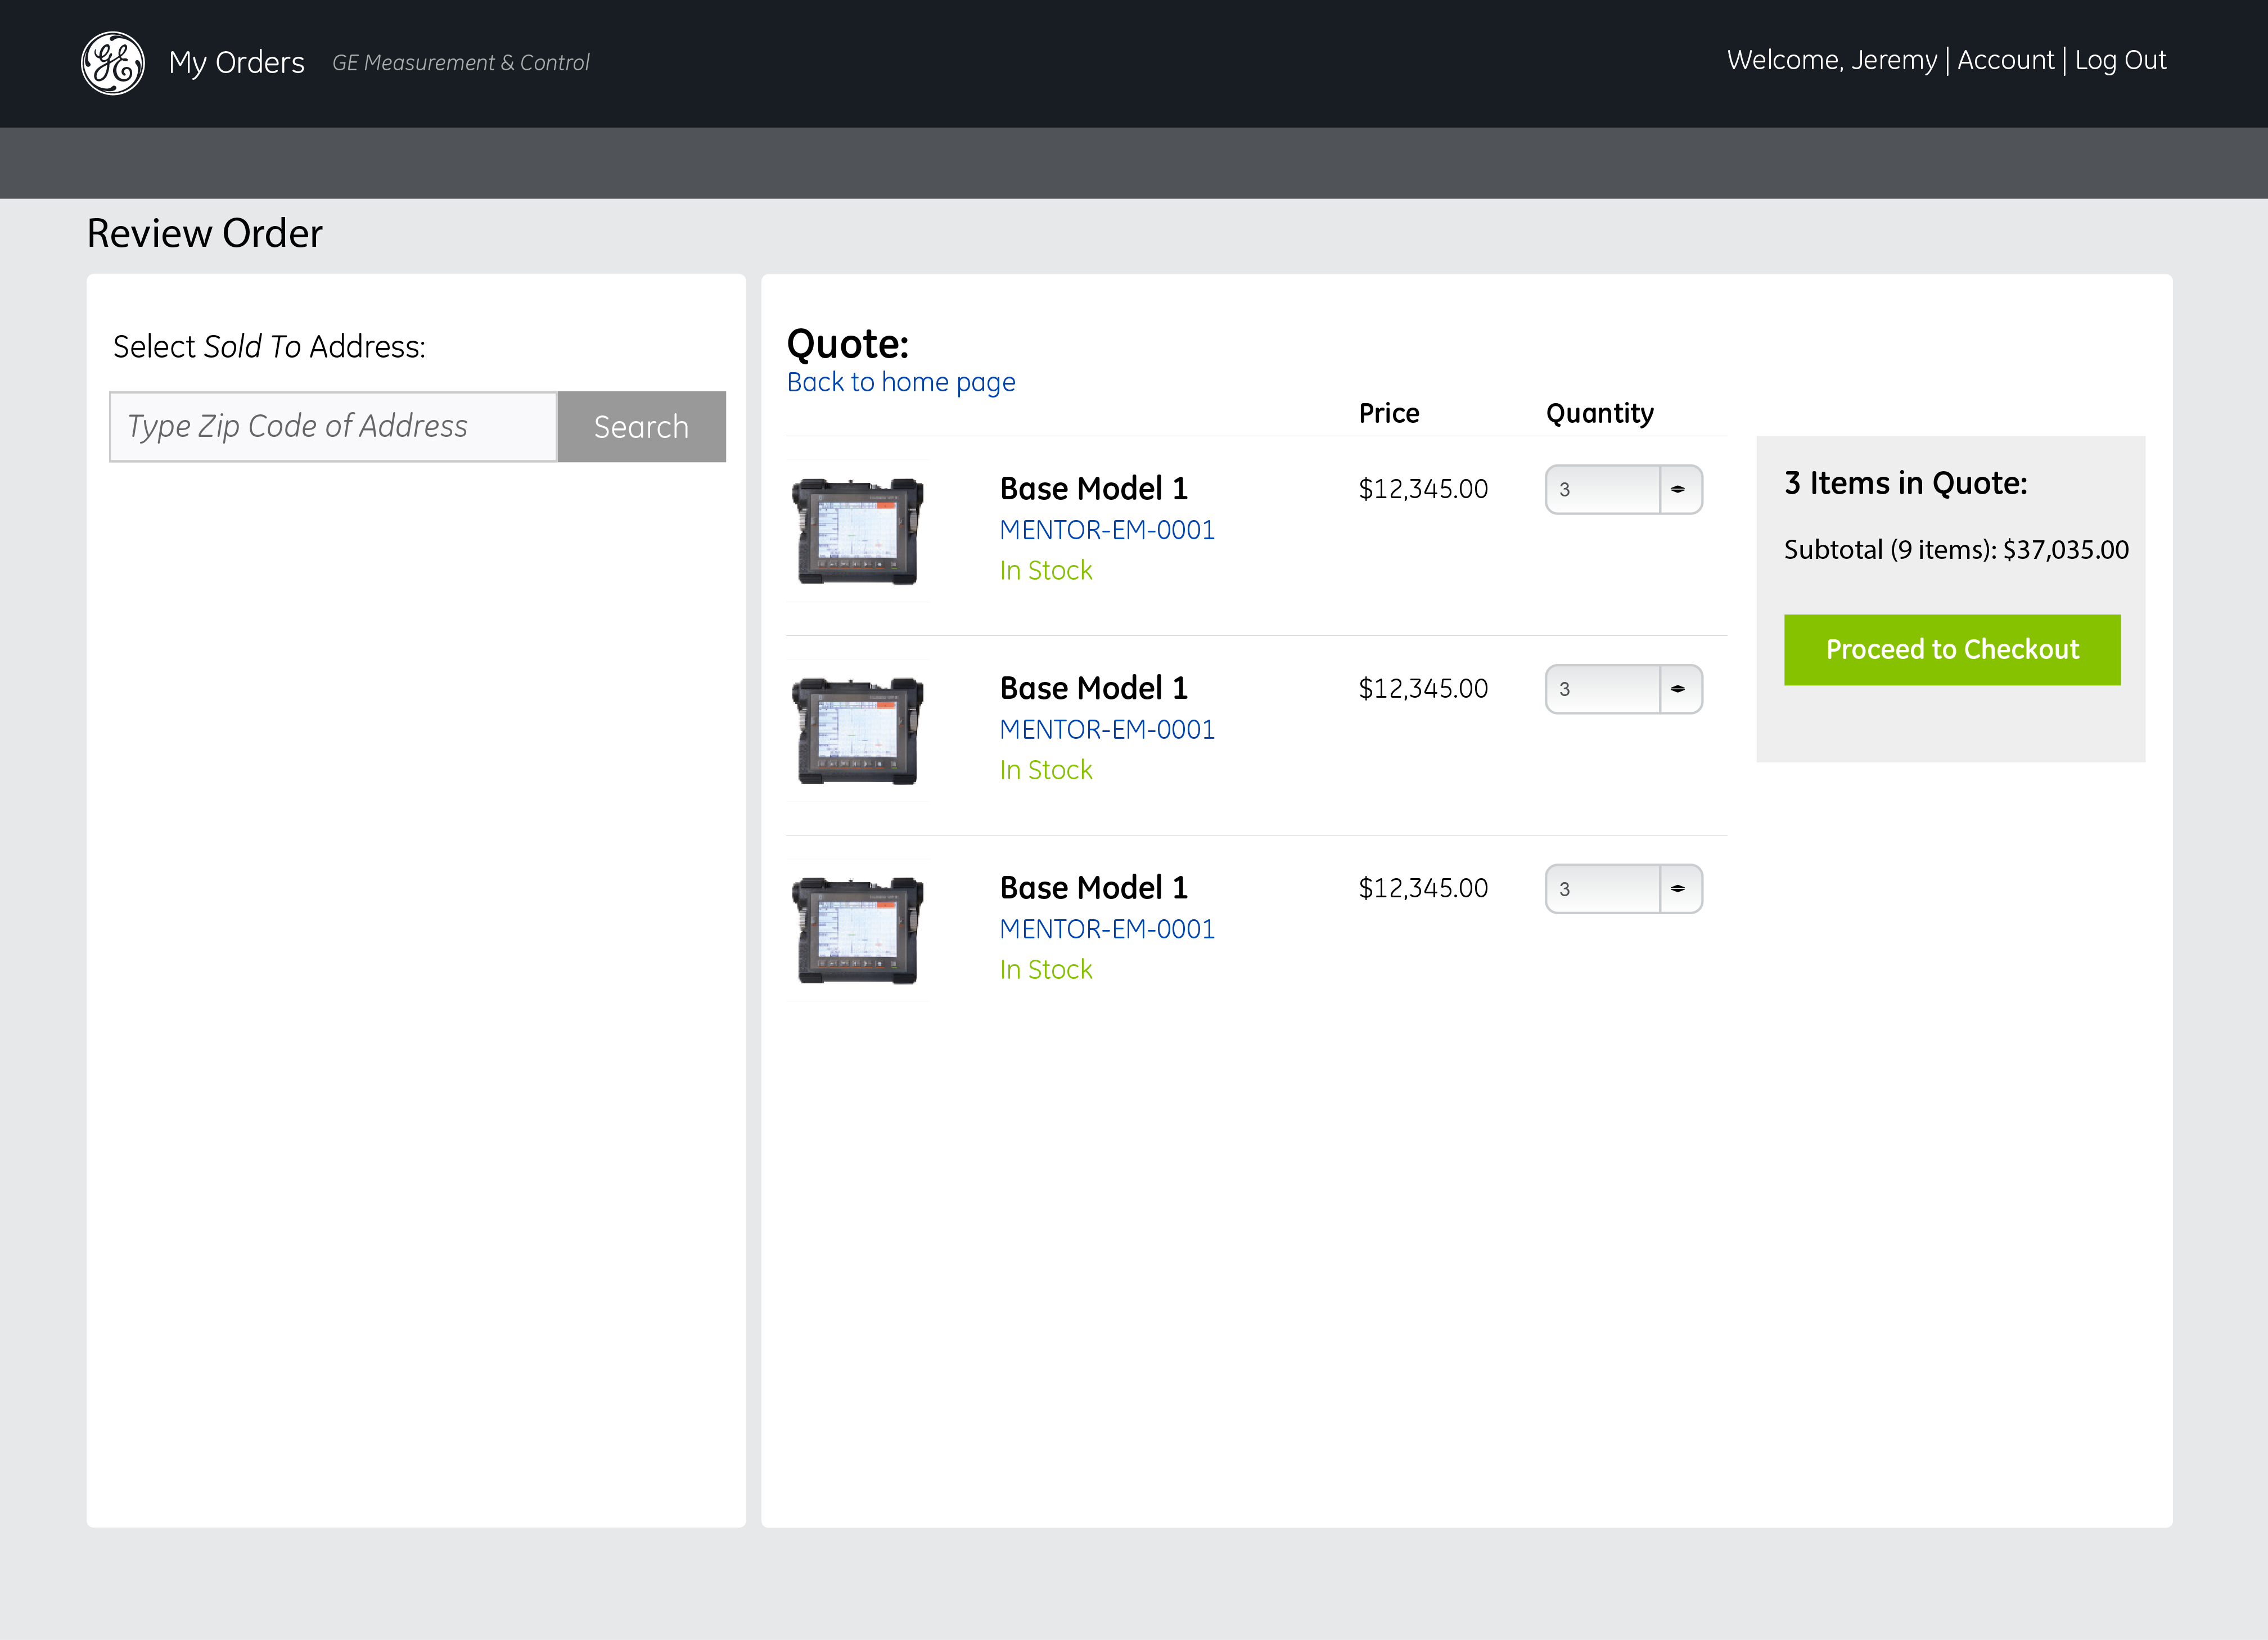 My Orders GE Measurement & Control
Welcome, Jeremy | Account | Log Out
Review Order
Select Sold To Address:
Type Zip Code of Address
Search
Quote:
Back to home page
Price Quantity
Base Model 1 $12,345.00 3
MENTOR-EM-0001
In Stock
Base Model 1 $12,345.00 3
MENTOR-EM-0001
In Stock
Base Model 1 $12,345.00 3
MENTOR-EM-0001
In Stock
3 Items in Quote:
Subtotal (9 items): $37,035.00
Proceed to Checkout